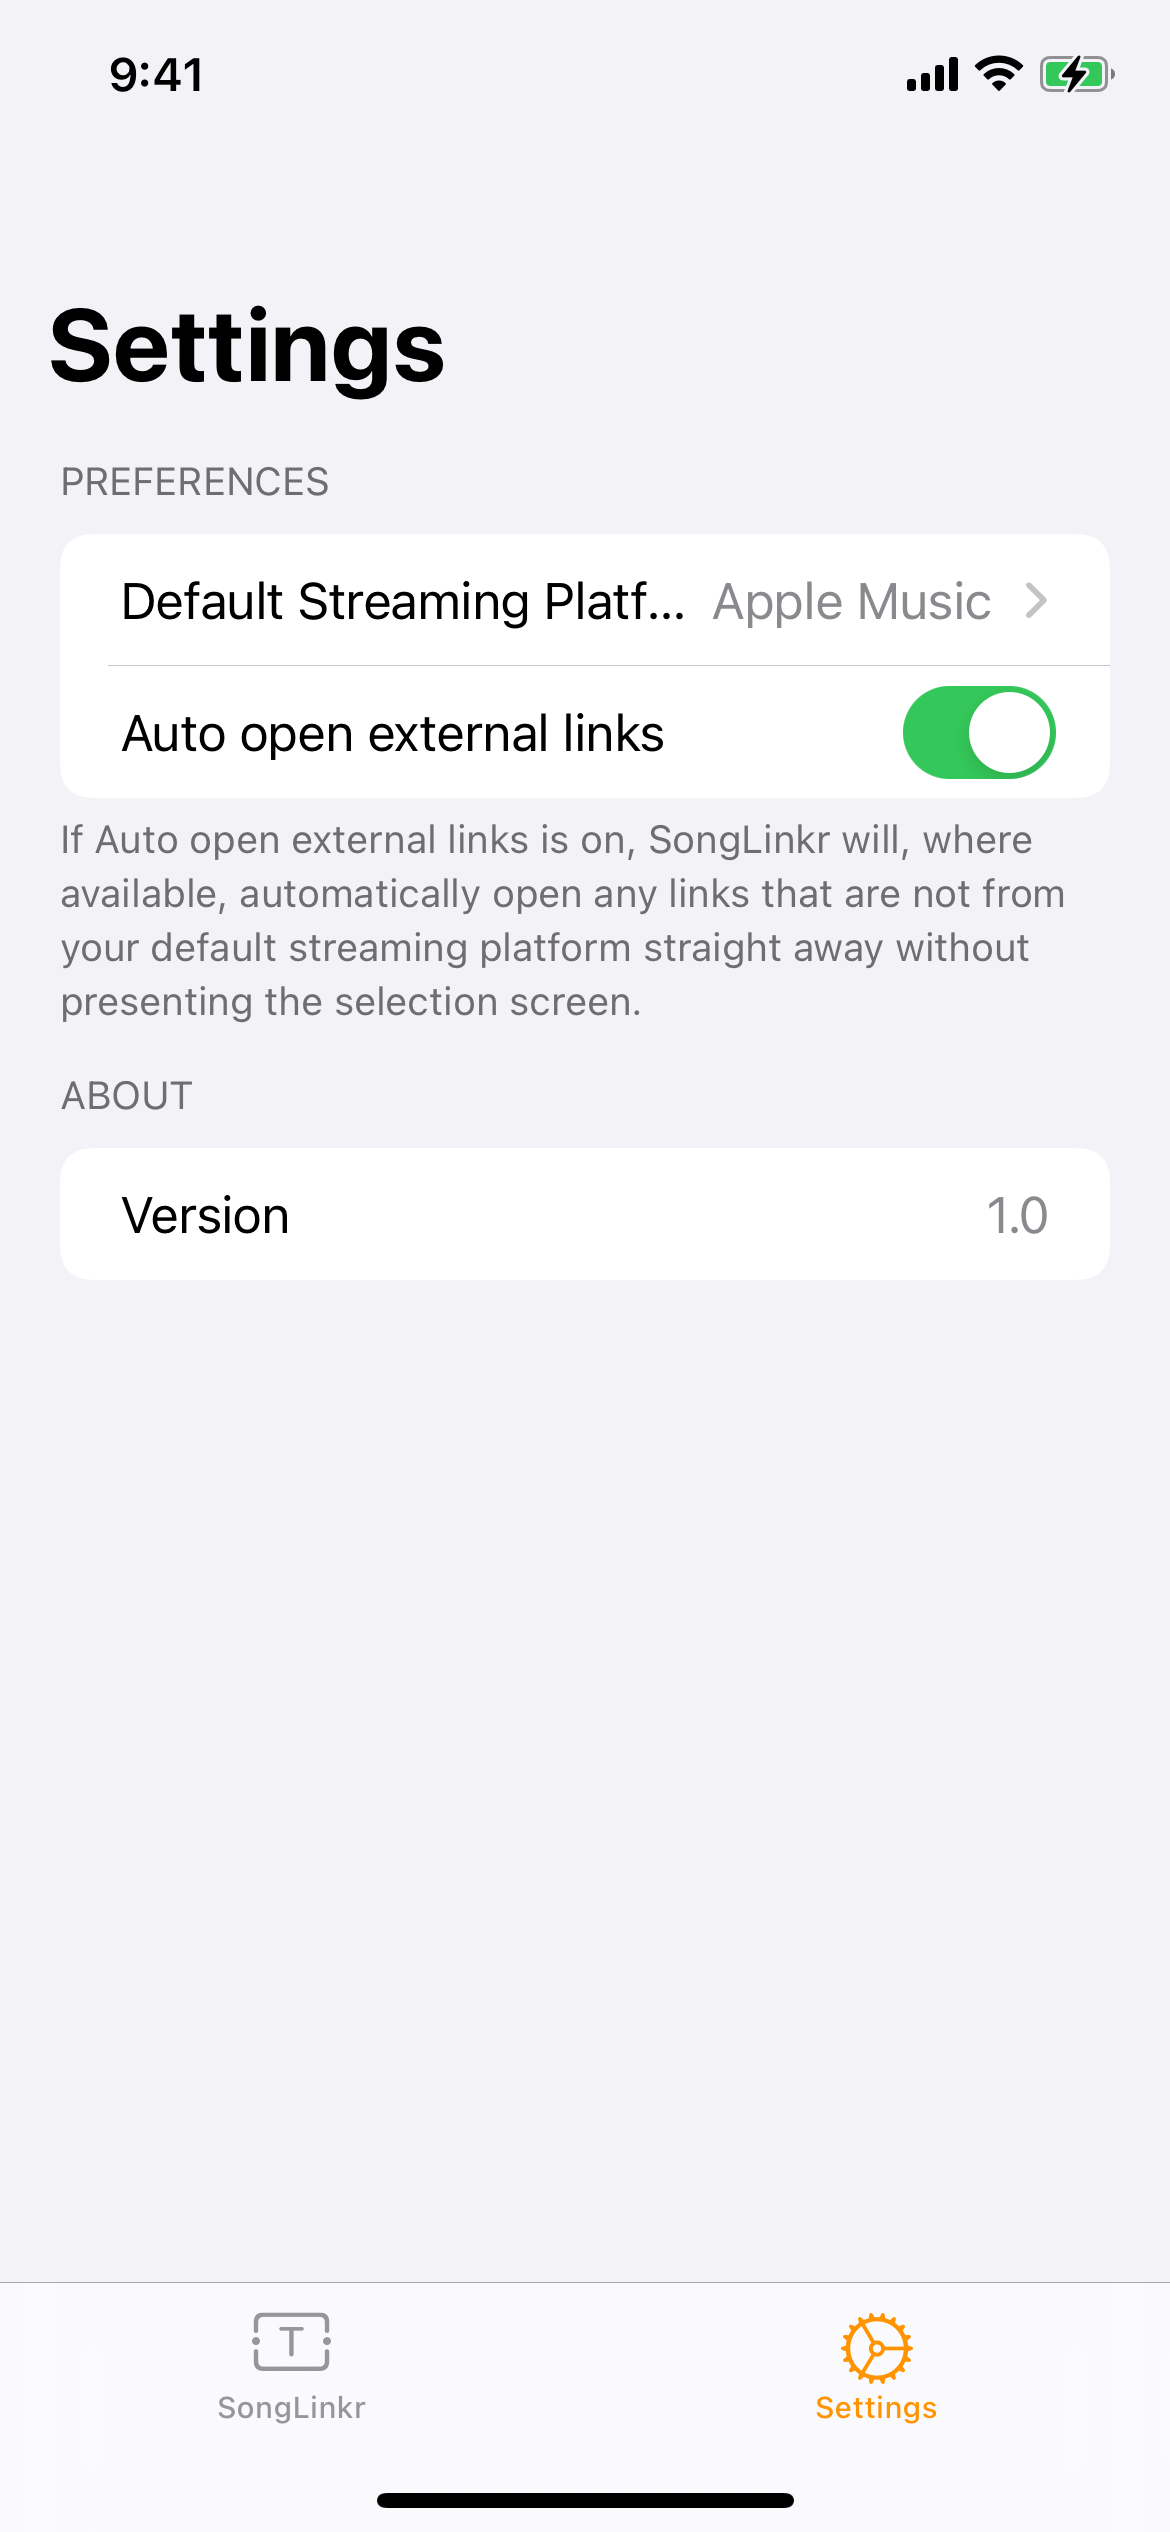 9:41
Settings
PREFERENCES
Default Streaming Platf... Apple Music
Auto open external links
If Auto open external links is on, SongLinkr will, where
available, automatically open any links that are not from
your default streaming platform straight away without
presenting the selection screen.
ABOUT
Version 1.0
T
SongLinkr Settings